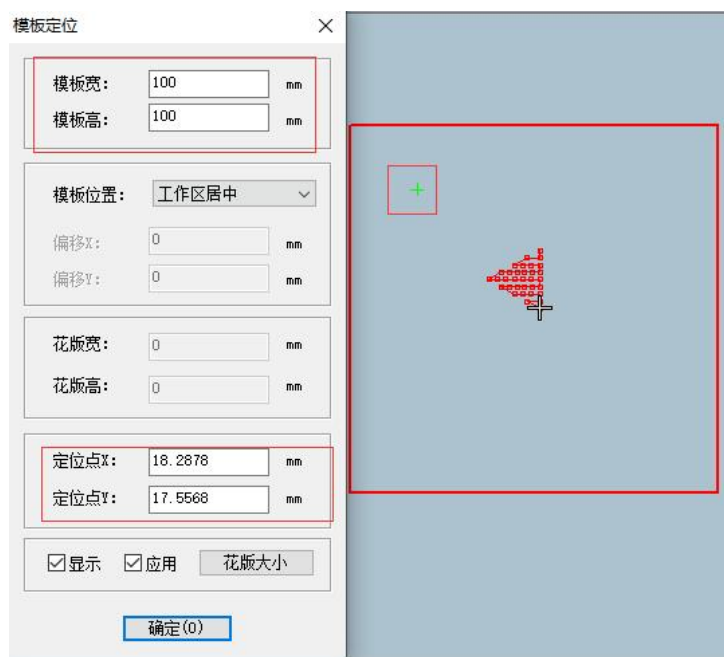 模板定位
模板宽： 100 mm
模板高： 100 mm
模板位置： 工作区居中
偏移X： 0 mm
偏移Y： 0 mm
花版宽： 0 mm
花版高： 0 mm
定位点X： 18.2878 mm
定位点Y： 17.5568 mm
显示 应用 花版大小
确定(O)